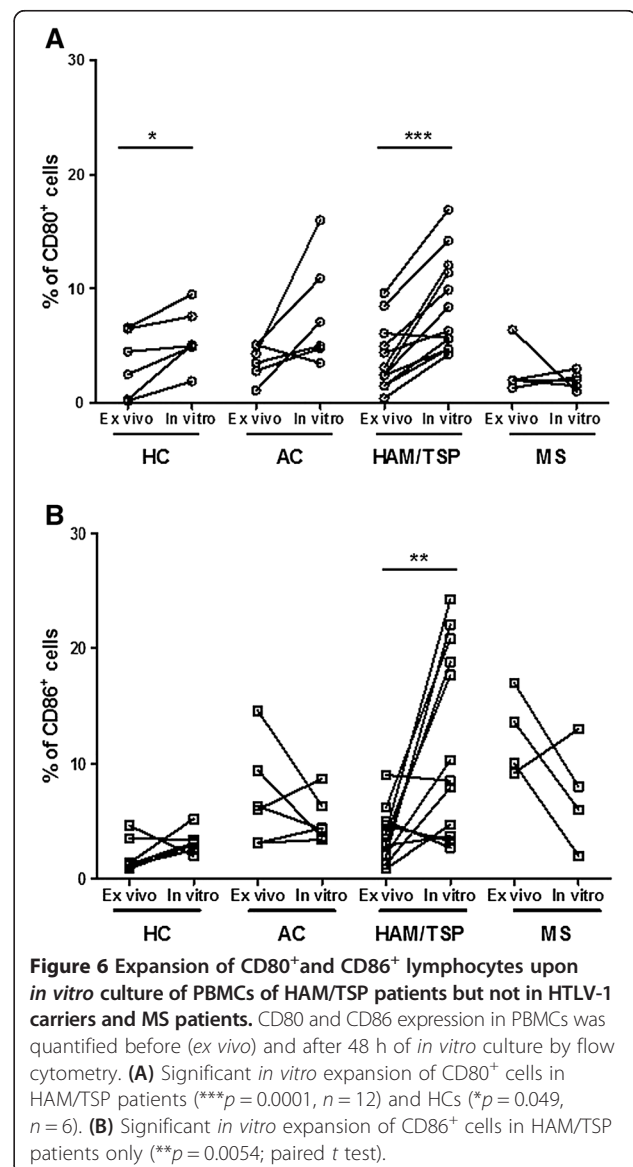 A
30
20
10
0
% of CD80+ cells
*
***
Ex vivo In vitro Ex vivo In vitro Ex vivo In vitro Ex vivo In vitro
HC AC HAM/TSP MS
B
30
20
10
0
% of CD86+ cells
**
Ex vivo In vitro Ex vivo In vitro Ex vivo In vitro Ex vivo In vitro
HC AC HAM/TSP MS
Figure 6 Expansion of CD80+and CD86+ lymphocytes upon
in vitro culture of PBMCs of HAM/TSP patients but not in HTLV-1
carriers and MS patients. CD80 and CD86 expression in PBMCs was
quantified before (ex vivo) and after 48 h of in vitro culture by flow
cytometry. (A) Significant in vitro expansion of CD80+ cells in
HAM/TSP patients (***p = 0.0001, n = 12) and HCs (*p = 0.049,
n = 6). (B) Significant in vitro expansion of CD86+ cells in HAM/TSP
patients only (**p = 0.0054; paired t test).